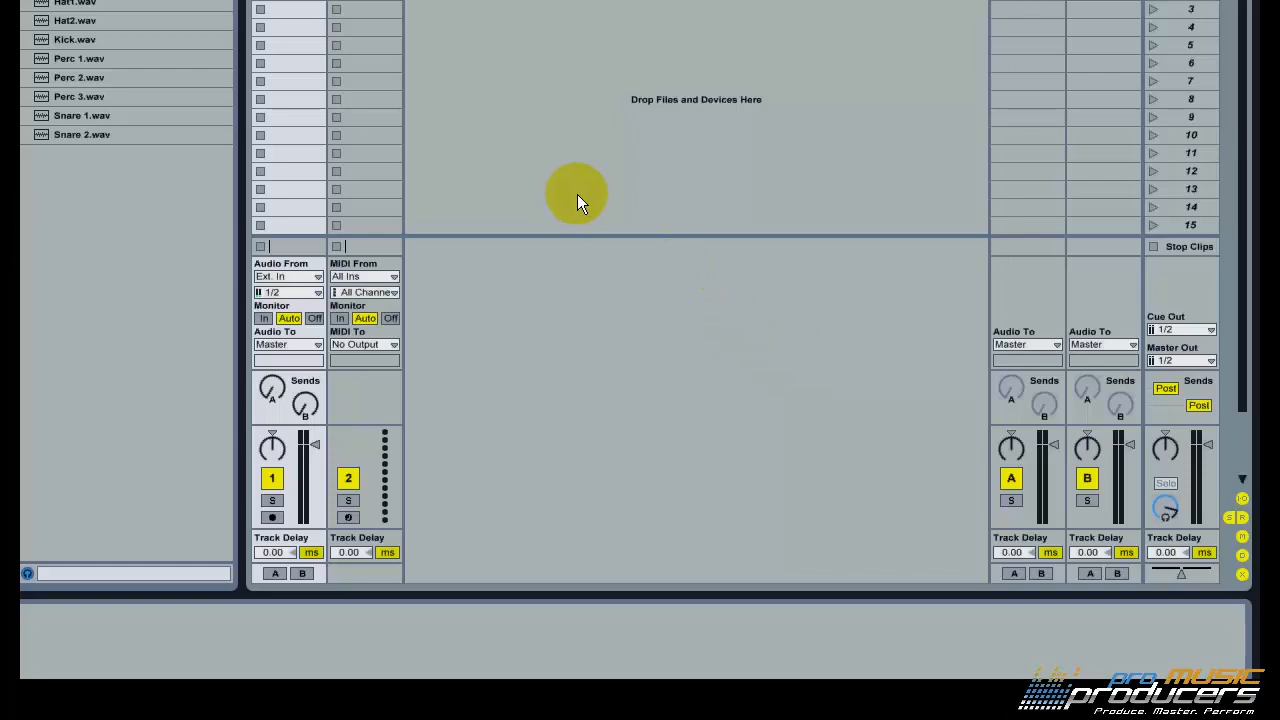 Hat1.wav
Hat2.wav
Kick.wav
Perc 1.wav
Perc 2.wav
Perc 3.wav
Snare 1.wav
Snare 2.wav
Drop Files and Devices Here
3
4
5
6
7
8
9
10
11
12
13
14
15
Stop Clips
Audio From
Ext. In
1/2
Monitor
In Auto Off
Audio To
Master
MIDI From
All Ins
All Channe
Monitor
In Auto Off
MIDI To
No Output
Audio To
Master
Audio To
Master
Cue Out
1/2
Master Out
1/2
Sends
A
B
Sends
A
B
Sends
A
B
Sends
Post
Post
1
S
2
S
A
S
B
S
Solo
Track Delay
0.00 ms
Track Delay
0.00 ms
Track Delay
0.00 ms
Track Delay
0.00 ms
Track Delay
0.00 ms
A B
A B
A B
I-O
S R
M
D
X
pro MUSIC
producers
Produce. Master. Perform